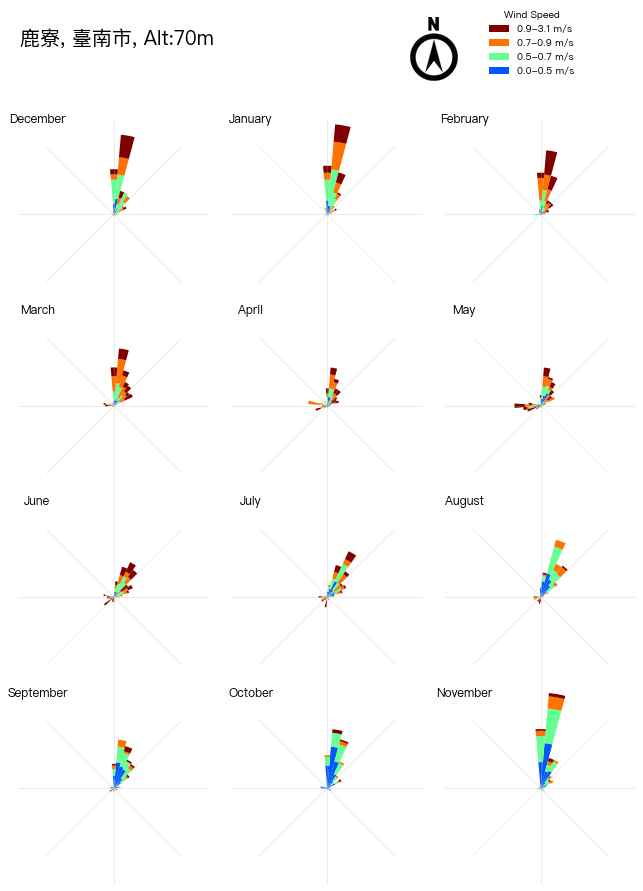 鹿寮, 臺南市, Alt:70m
N
Wind Speed
0.9–3.1 m/s
0.7–0.9 m/s
0.5–0.7 m/s
0.0–0.5 m/s
December
January
February
March
April
May
June
July
August
September
October
November